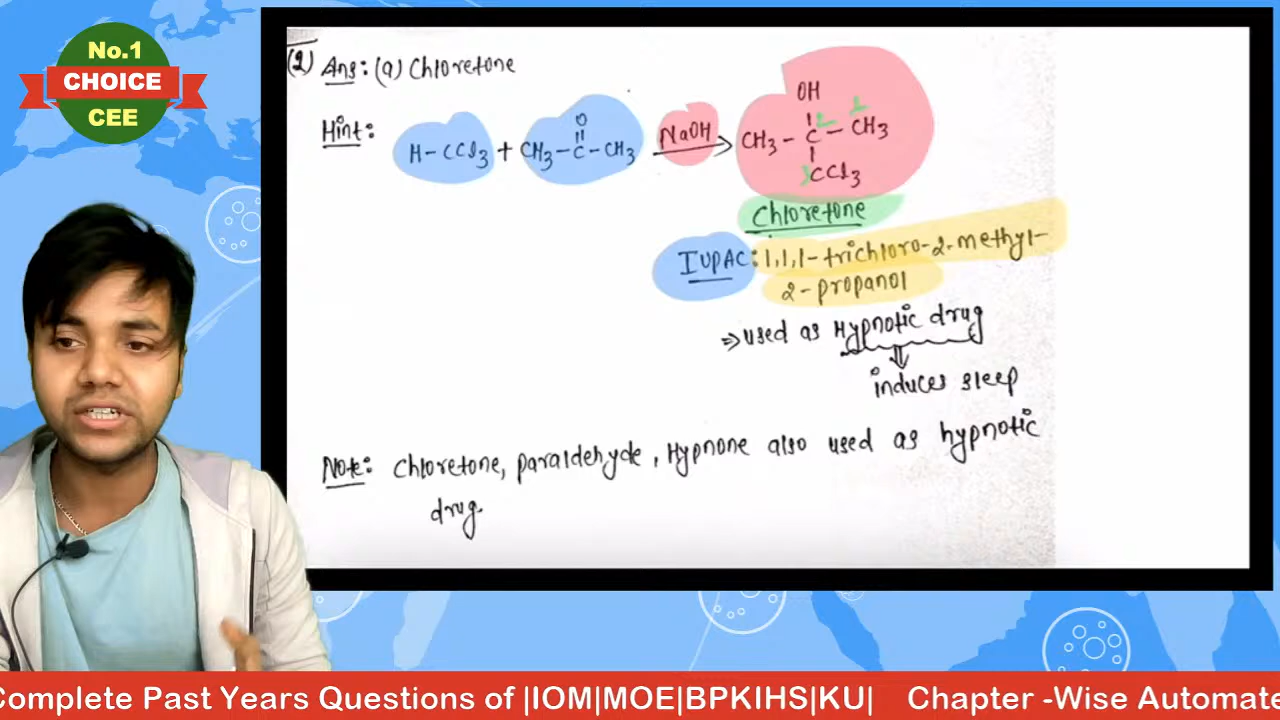 No.1
CHOICE
CEE
(2) Ans: (a) Chloretone
Hint: H-CCl3 + CH3-C-CH3 NaOH CH3-C-CH3
O
OH
CCl3
Chloretone
IUPAC: 1,1,1-trichloro-2-methyl-
2-propanol
⇒ used as Hypnotic drug
⇓
induces sleep
Note: Chloretone, paraldehyde, Hypnone also used as hypnotic
drug.
Complete Past Years Questions of |IOM|MOE|BPKIHS|KU| Chapter -Wise Automate